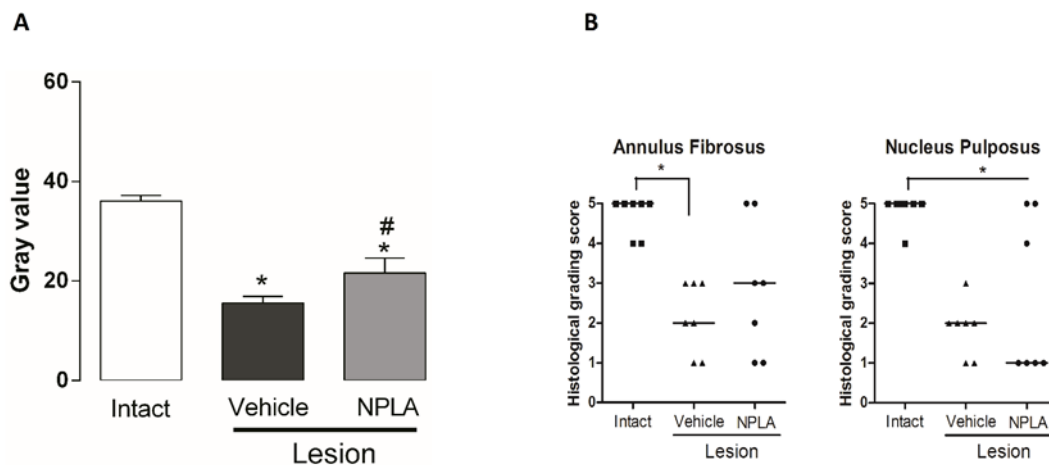 A
60
40
20
0
Gray value
*
#
*
Intact
Vehicle
NPLA
Lesion
B
Annulus Fibrosus
*
5
4
3
2
1
Histological grading score
Intact
Vehicle
NPLA
Lesion
Nucleus Pulposus
*
5
4
3
2
1
Histological grading score
Intact
Vehicle
NPLA
Lesion